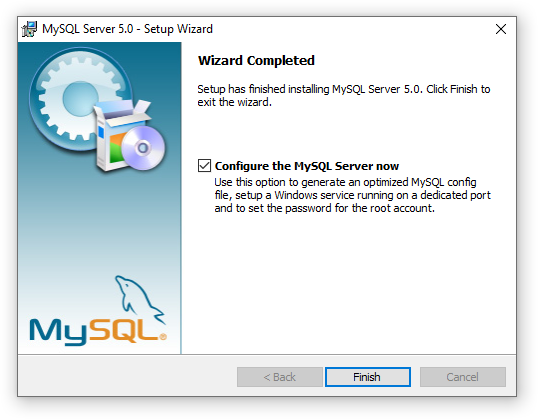 MySQL Server 5.0 - Setup Wizard
Wizard Completed
Setup has finished installing MySQL Server 5.0. Click Finish to
exit the wizard.
Configure the MySQL Server now
Use this option to generate an optimized MySQL config
file, setup a Windows service running on a dedicated port
and to set the password for the root account.
MySQL®
< Back
Finish
Cancel